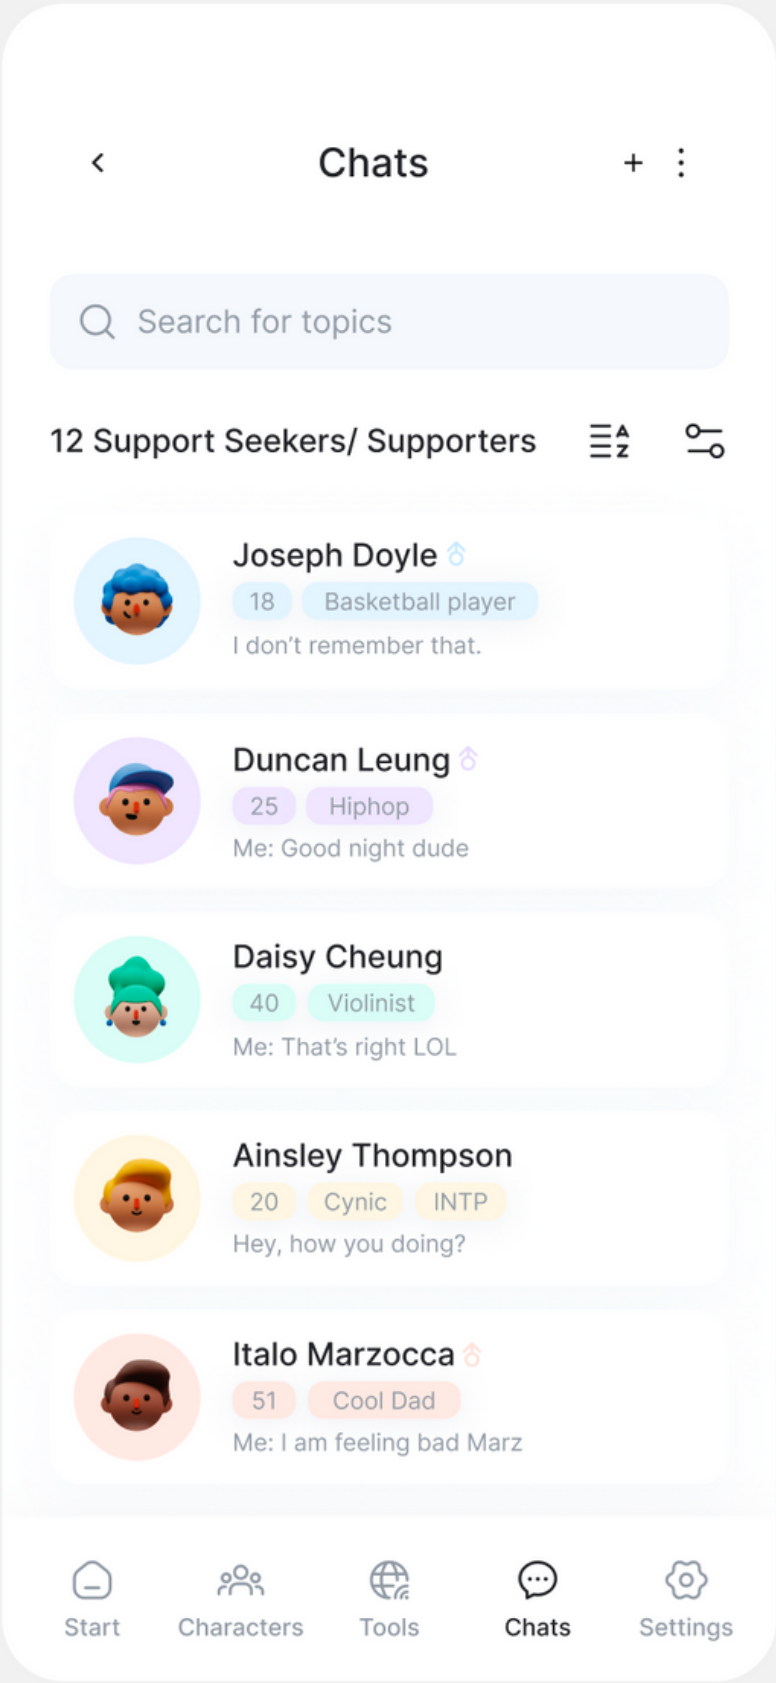 Chats
Search for topics
12 Support Seekers/ Supporters
A
Z
Joseph Doyle
18 Basketball player
I don’t remember that.
Duncan Leung
25 Hiphop
Me: Good night dude
Daisy Cheung
40 Violinist
Me: That’s right LOL
Ainsley Thompson
20 Cynic INTP
Hey, how you doing?
Italo Marzocca
51 Cool Dad
Me: I am feeling bad Marz
Start Characters Tools Chats Settings